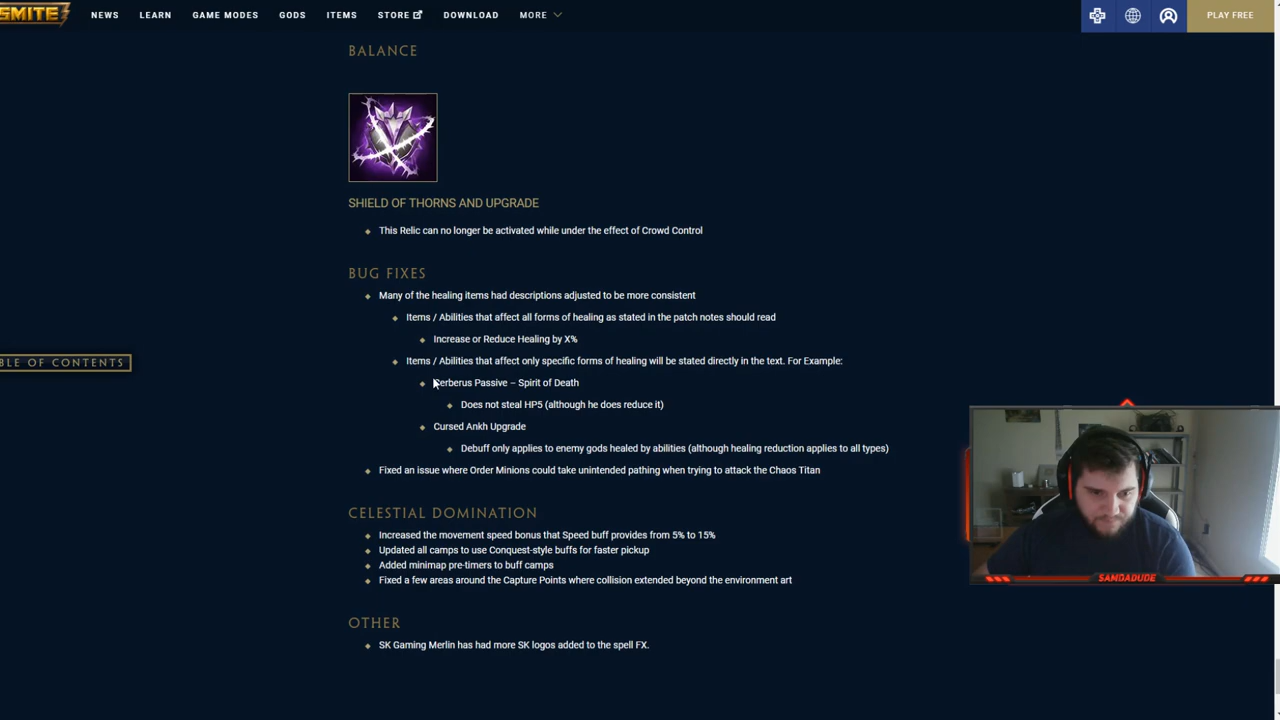 SMITE
NEWS
LEARN
GAME MODES
GODS
ITEMS
STORE
DOWNLOAD
MORE
PLAY FREE
BALANCE
SHIELD OF THORNS AND UPGRADE
This Relic can no longer be activated while under the effect of Crowd Control
BUG FIXES
Many of the healing items had descriptions adjusted to be more consistent
Items / Abilities that affect all forms of healing as stated in the patch notes should read
Increase or Reduce Healing by X%
BLE OF CONTENTS
Items / Abilities that affect only specific forms of healing will be stated directly in the text. For Example:
Cerberus Passive – Spirit of Death
Does not steal HP5 (although he does reduce it)
Cursed Ankh Upgrade
Debuff only applies to enemy gods healed by abilities (although healing reduction applies to all types)
Fixed an issue where Order Minions could take unintended pathing when trying to attack the Chaos Titan
CELESTIAL DOMINATION
Increased the movement speed bonus that Speed buff provides from 5% to 15%
Updated all camps to use Conquest-style buffs for faster pickup
Added minimap pre-timers to buff camps
Fixed a few areas around the Capture Points where collision extended beyond the environment art
SAMDADUDE
OTHER
SK Gaming Merlin has had more SK logos added to the spell FX.